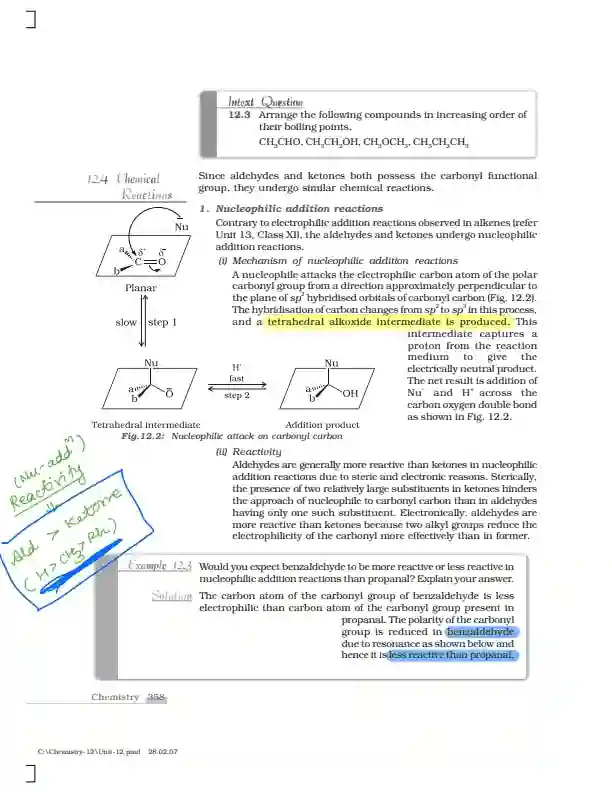 Intext Question
12.3 Arrange the following compounds in increasing order of
their boiling points.
CH3CHO, CH3CH2OH, CH3OCH3, CH3CH2CH3
12.4 Chemical
Reactions
Since aldehydes and ketones both possess the carbonyl functional
group, they undergo similar chemical reactions.
1. Nucleophilic addition reactions
Contrary to electrophilic addition reactions observed in alkenes (refer
Unit 13, Class XI), the aldehydes and ketones undergo nucleophilic
addition reactions.
(i) Mechanism of nucleophilic addition reactions
A nucleophile attacks the electrophilic carbon atom of the polar
carbonyl group from a direction approximately perpendicular to
the plane of sp² hybridised orbitals of carbonyl carbon (Fig. 12.2).
The hybridisation of carbon changes from sp² to sp³ in this process,
and a tetrahedral alkoxide intermediate is produced. This
intermediate captures a
proton from the reaction
medium to give the
electrically neutral product.
The net result is addition of
Nu⁻ and H⁺ across the
carbon oxygen double bond
as shown in Fig. 12.2.
Nu
a
b
C
δ+
δ-
O
Planar
slow step 1
Nu
a
b
O
H⁺
fast
step 2
Nu
a
b
OH
Tetrahedral intermediate
Addition product
Fig.12.2: Nucleophilic attack on carbonyl carbon
(ii) Reactivity
Aldehydes are generally more reactive than ketones in nucleophilic
addition reactions due to steric and electronic reasons. Sterically,
the presence of two relatively large substituents in ketones hinders
the approach of nucleophile to carbonyl carbon than in aldehydes
having only one such substituent. Electronically, aldehydes are
more reactive than ketones because two alkyl groups reduce the
electrophilicity of the carbonyl more effectively than in former.
(Nu-addⁿ)
Reactivity
Ald > Ketone
(H > CH3 > Ph)
Example 12.3
Would you expect benzaldehyde to be more reactive or less reactive in
nucleophilic addition reactions than propanal? Explain your answer.
Solution
The carbon atom of the carbonyl group of benzaldehyde is less
electrophilic than carbon atom of the carbonyl group present in
propanal. The polarity of the carbonyl
group is reduced in benzaldehyde
due to resonance as shown below and
hence it is less reactive than propanal.
Chemistry 358
C:\Chemistry-12\Unit-12.pmd 28.02.07